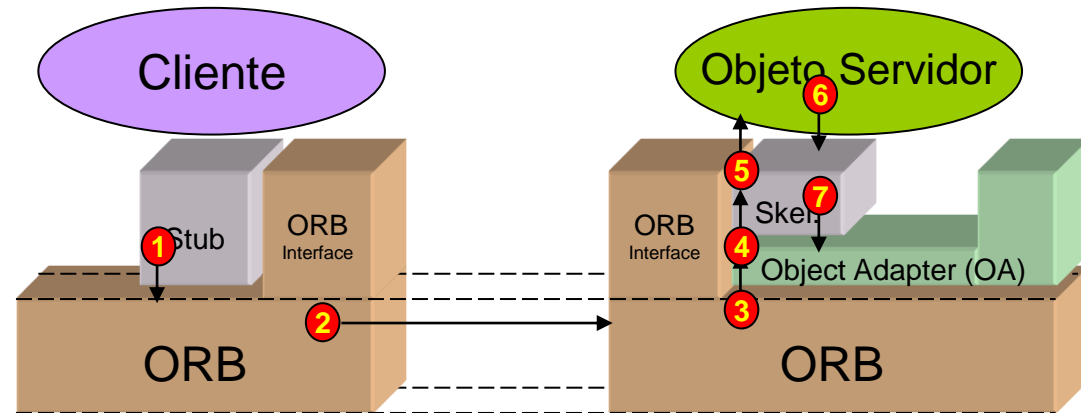 Cliente
Objeto Servidor
6
5
7
ORB
Interface
Skel.
1
Stub
ORB
Interface
4
Object Adapter (OA)
2
3
ORB
ORB